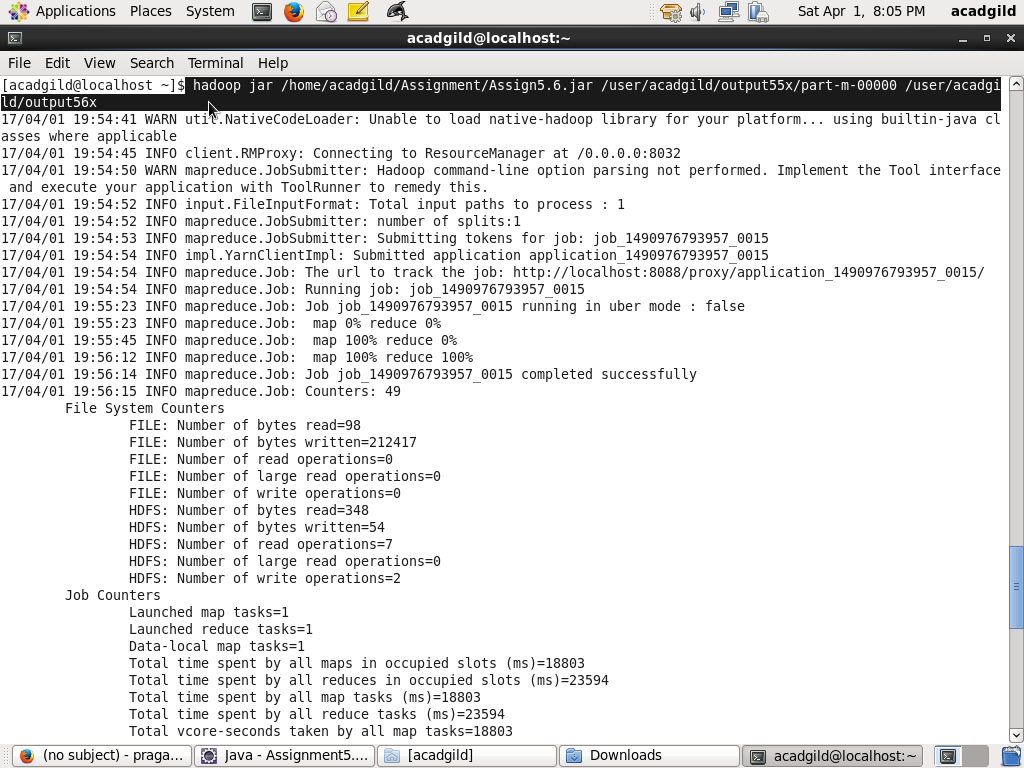 Applications Places System Sat Apr 1, 8:05 PM acadgild
acadgild@localhost:~
File Edit View Search Terminal Help
[acadgild@localhost ~]$ hadoop jar /home/acadgild/Assignment/Assign5.6.jar /user/acadgild/output55x/part-m-00000 /user/acadgi
ld/output56x
17/04/01 19:54:41 WARN util.NativeCodeLoader: Unable to load native-hadoop library for your platform... using builtin-java cl
asses where applicable
17/04/01 19:54:45 INFO client.RMProxy: Connecting to ResourceManager at /0.0.0.0:8032
17/04/01 19:54:50 WARN mapreduce.JobSubmitter: Hadoop command-line option parsing not performed. Implement the Tool interface
 and execute your application with ToolRunner to remedy this.
17/04/01 19:54:52 INFO input.FileInputFormat: Total input paths to process : 1
17/04/01 19:54:52 INFO mapreduce.JobSubmitter: number of splits:1
17/04/01 19:54:53 INFO mapreduce.JobSubmitter: Submitting tokens for job: job_1490976793957_0015
17/04/01 19:54:54 INFO impl.YarnClientImpl: Submitted application application_1490976793957_0015
17/04/01 19:54:54 INFO mapreduce.Job: The url to track the job: http://localhost:8088/proxy/application_1490976793957_0015/
17/04/01 19:54:54 INFO mapreduce.Job: Running job: job_1490976793957_0015
17/04/01 19:55:23 INFO mapreduce.Job: Job job_1490976793957_0015 running in uber mode : false
17/04/01 19:55:23 INFO mapreduce.Job:  map 0% reduce 0%
17/04/01 19:55:45 INFO mapreduce.Job:  map 100% reduce 0%
17/04/01 19:56:12 INFO mapreduce.Job:  map 100% reduce 100%
17/04/01 19:56:14 INFO mapreduce.Job: Job job_1490976793957_0015 completed successfully
17/04/01 19:56:15 INFO mapreduce.Job: Counters: 49
File System Counters
FILE: Number of bytes read=98
FILE: Number of bytes written=212417
FILE: Number of read operations=0
FILE: Number of large read operations=0
FILE: Number of write operations=0
HDFS: Number of bytes read=348
HDFS: Number of bytes written=54
HDFS: Number of read operations=7
HDFS: Number of large read operations=0
HDFS: Number of write operations=2
Job Counters
Launched map tasks=1
Launched reduce tasks=1
Data-local map tasks=1
Total time spent by all maps in occupied slots (ms)=18803
Total time spent by all reduces in occupied slots (ms)=23594
Total time spent by all map tasks (ms)=18803
Total time spent by all reduce tasks (ms)=23594
Total vcore-seconds taken by all map tasks=18803
(no subject) - praga... Java - Assignment5.... [acadgild] Downloads acadgild@localhost:~